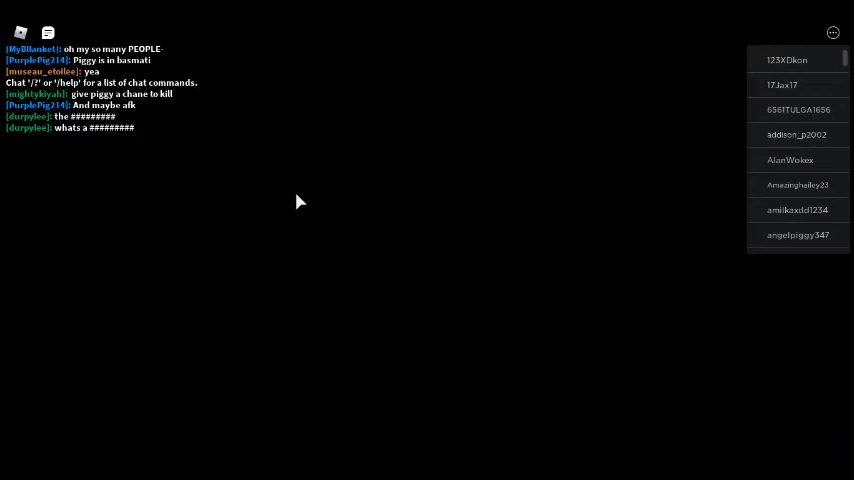 [MyBllanket]: oh my so many PEOPLE-
[PurplePig214]: Piggy is in basmati
[museau_etoilee]: yea
Chat '/?' or '/help' for a list of chat commands.
[mightykiyah]: give piggy a chane to kill
[PurplePig214]: And maybe afk
[durpylee]: the #########
[durpylee]: whats a #########
123XDkon
17Jax17
6561TULGA1656
addison_p2002
AlanWokex
Amazinghailey23
amilkaxdd1234
angelpiggy347